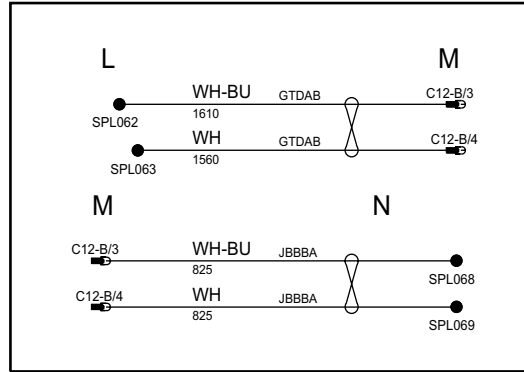 L M
WH-BU GTDAB C12-B/3
SPL062 1610
WH GTDAB C12-B/4
SPL063 1560
M N
C12-B/3 WH-BU JBBBA
825 SPL068
C12-B/4 WH JBBBA
825 SPL069